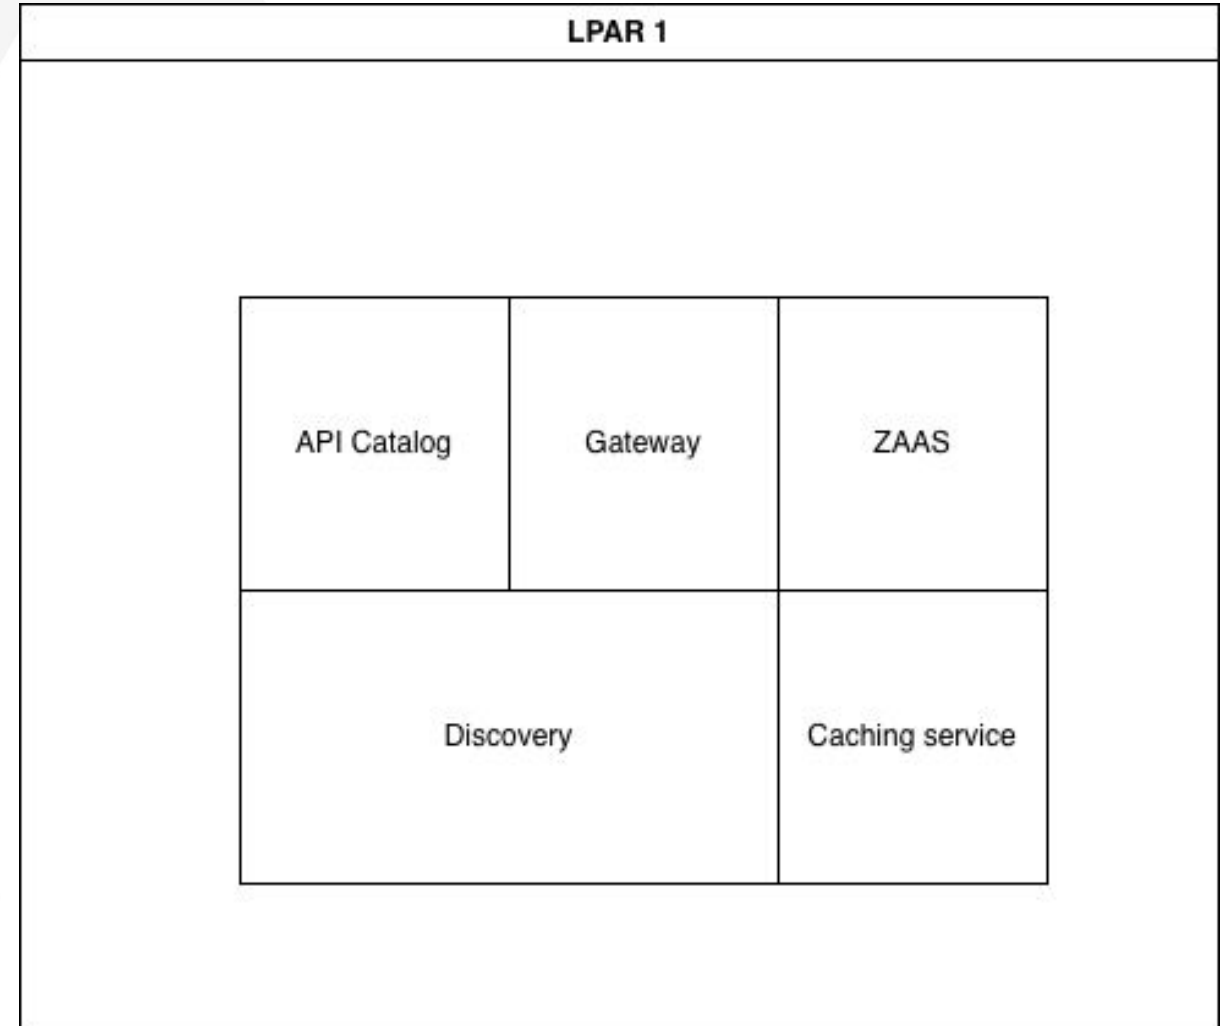 LPAR 1
API Catalog
Gateway
ZAAS
Discovery
Caching service